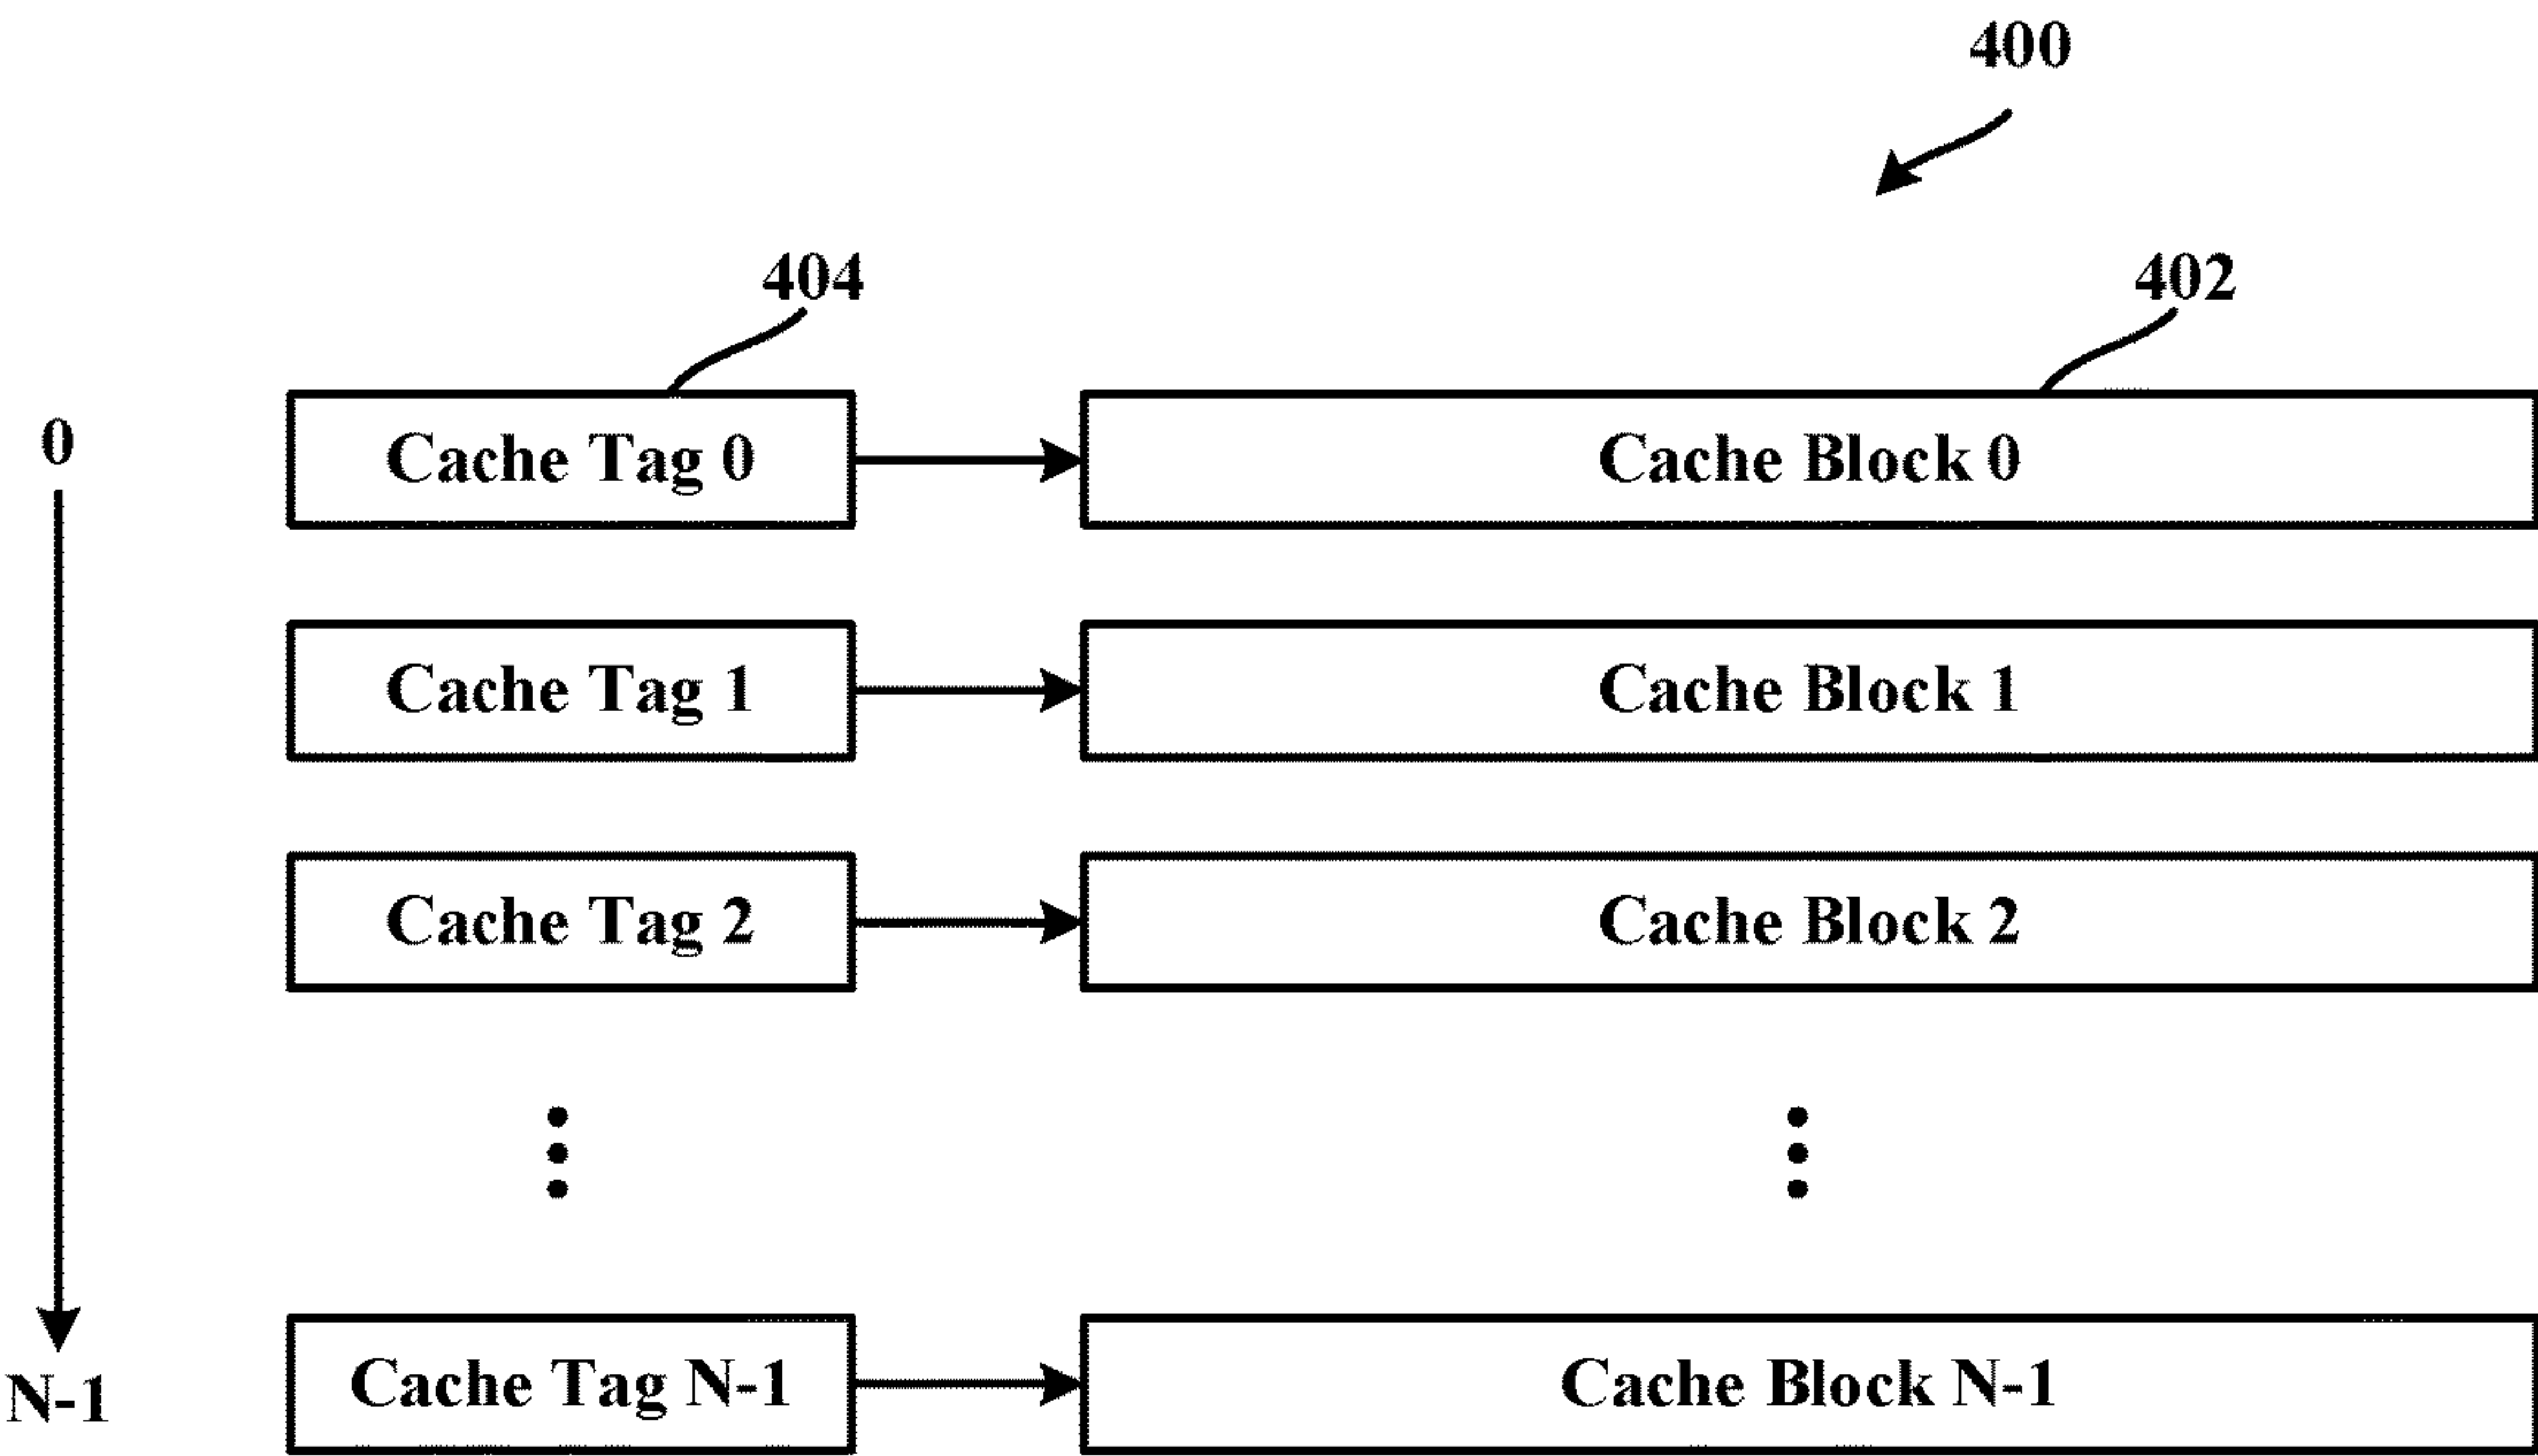 400
404
402
0
Cache Tag 0
Cache Block 0
Cache Tag 1
Cache Block 1
Cache Tag 2
Cache Block 2
N-1
Cache Tag N-1
Cache Block N-1